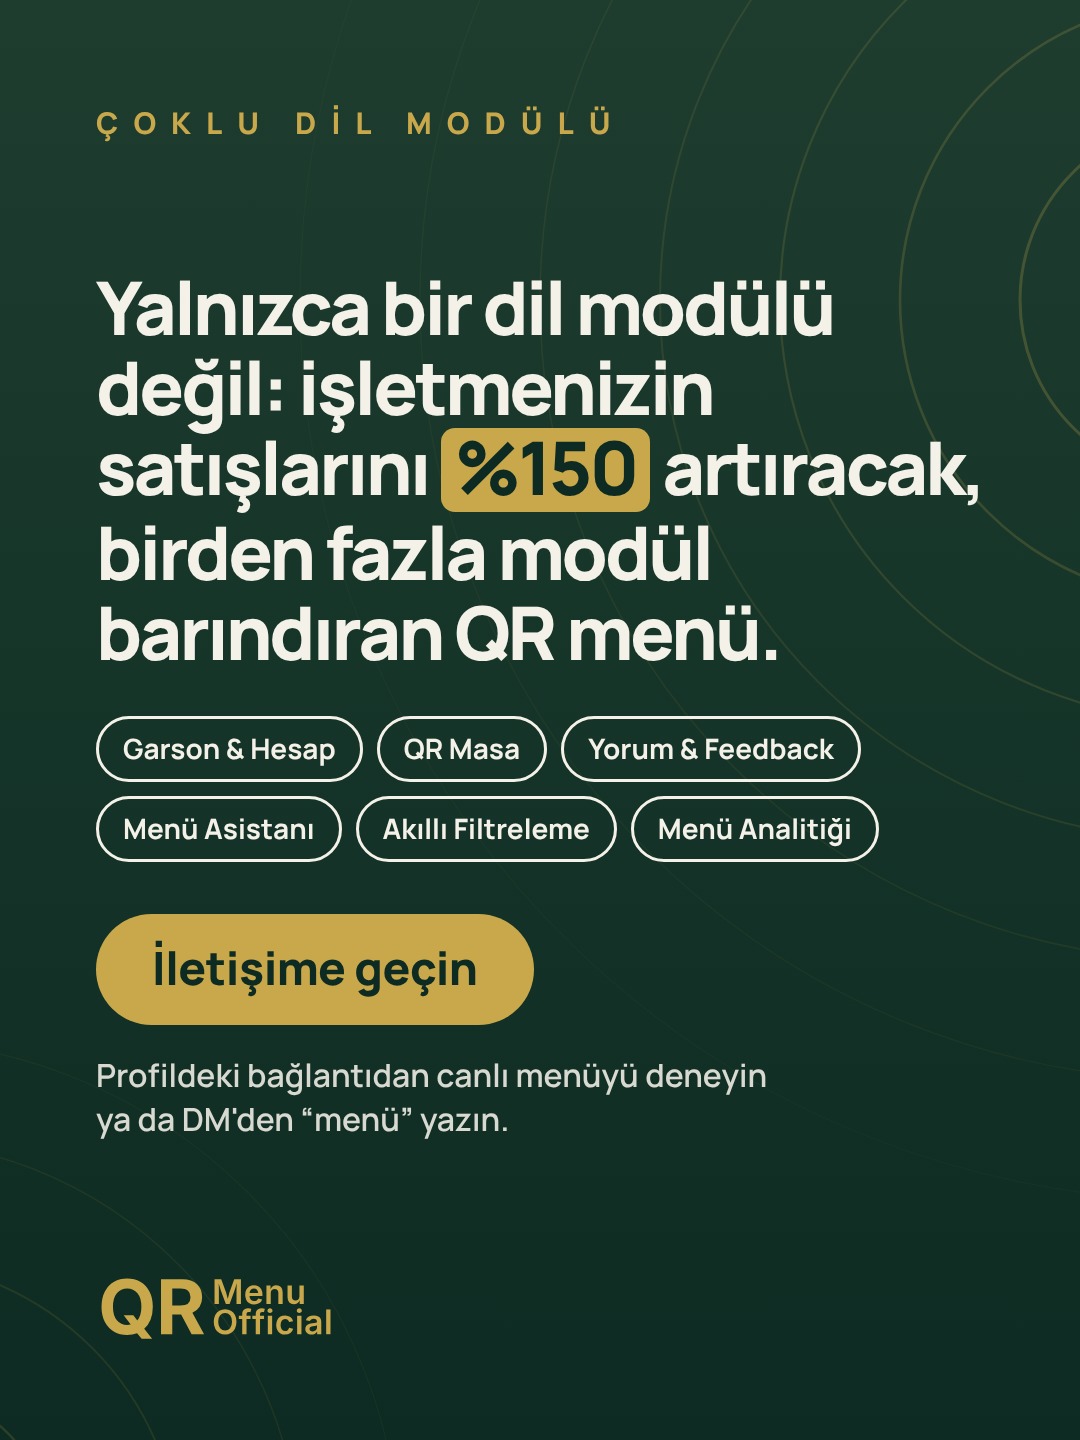 ÇOKLU DİL MODÜLÜ
Yalnızca bir dil modülü
değil: işletmenizin
satışlarını %150 artıracak,
birden fazla modül
barındıran QR menü.
Garson & Hesap QR Masa Yorum & Feedback
Menü Asistanı Akıllı Filtreleme Menü Analitiği
İletişime geçin
Profildeki bağlantıdan canlı menüyü deneyin
ya da DM'den “menü” yazın.
QR Menu
Official